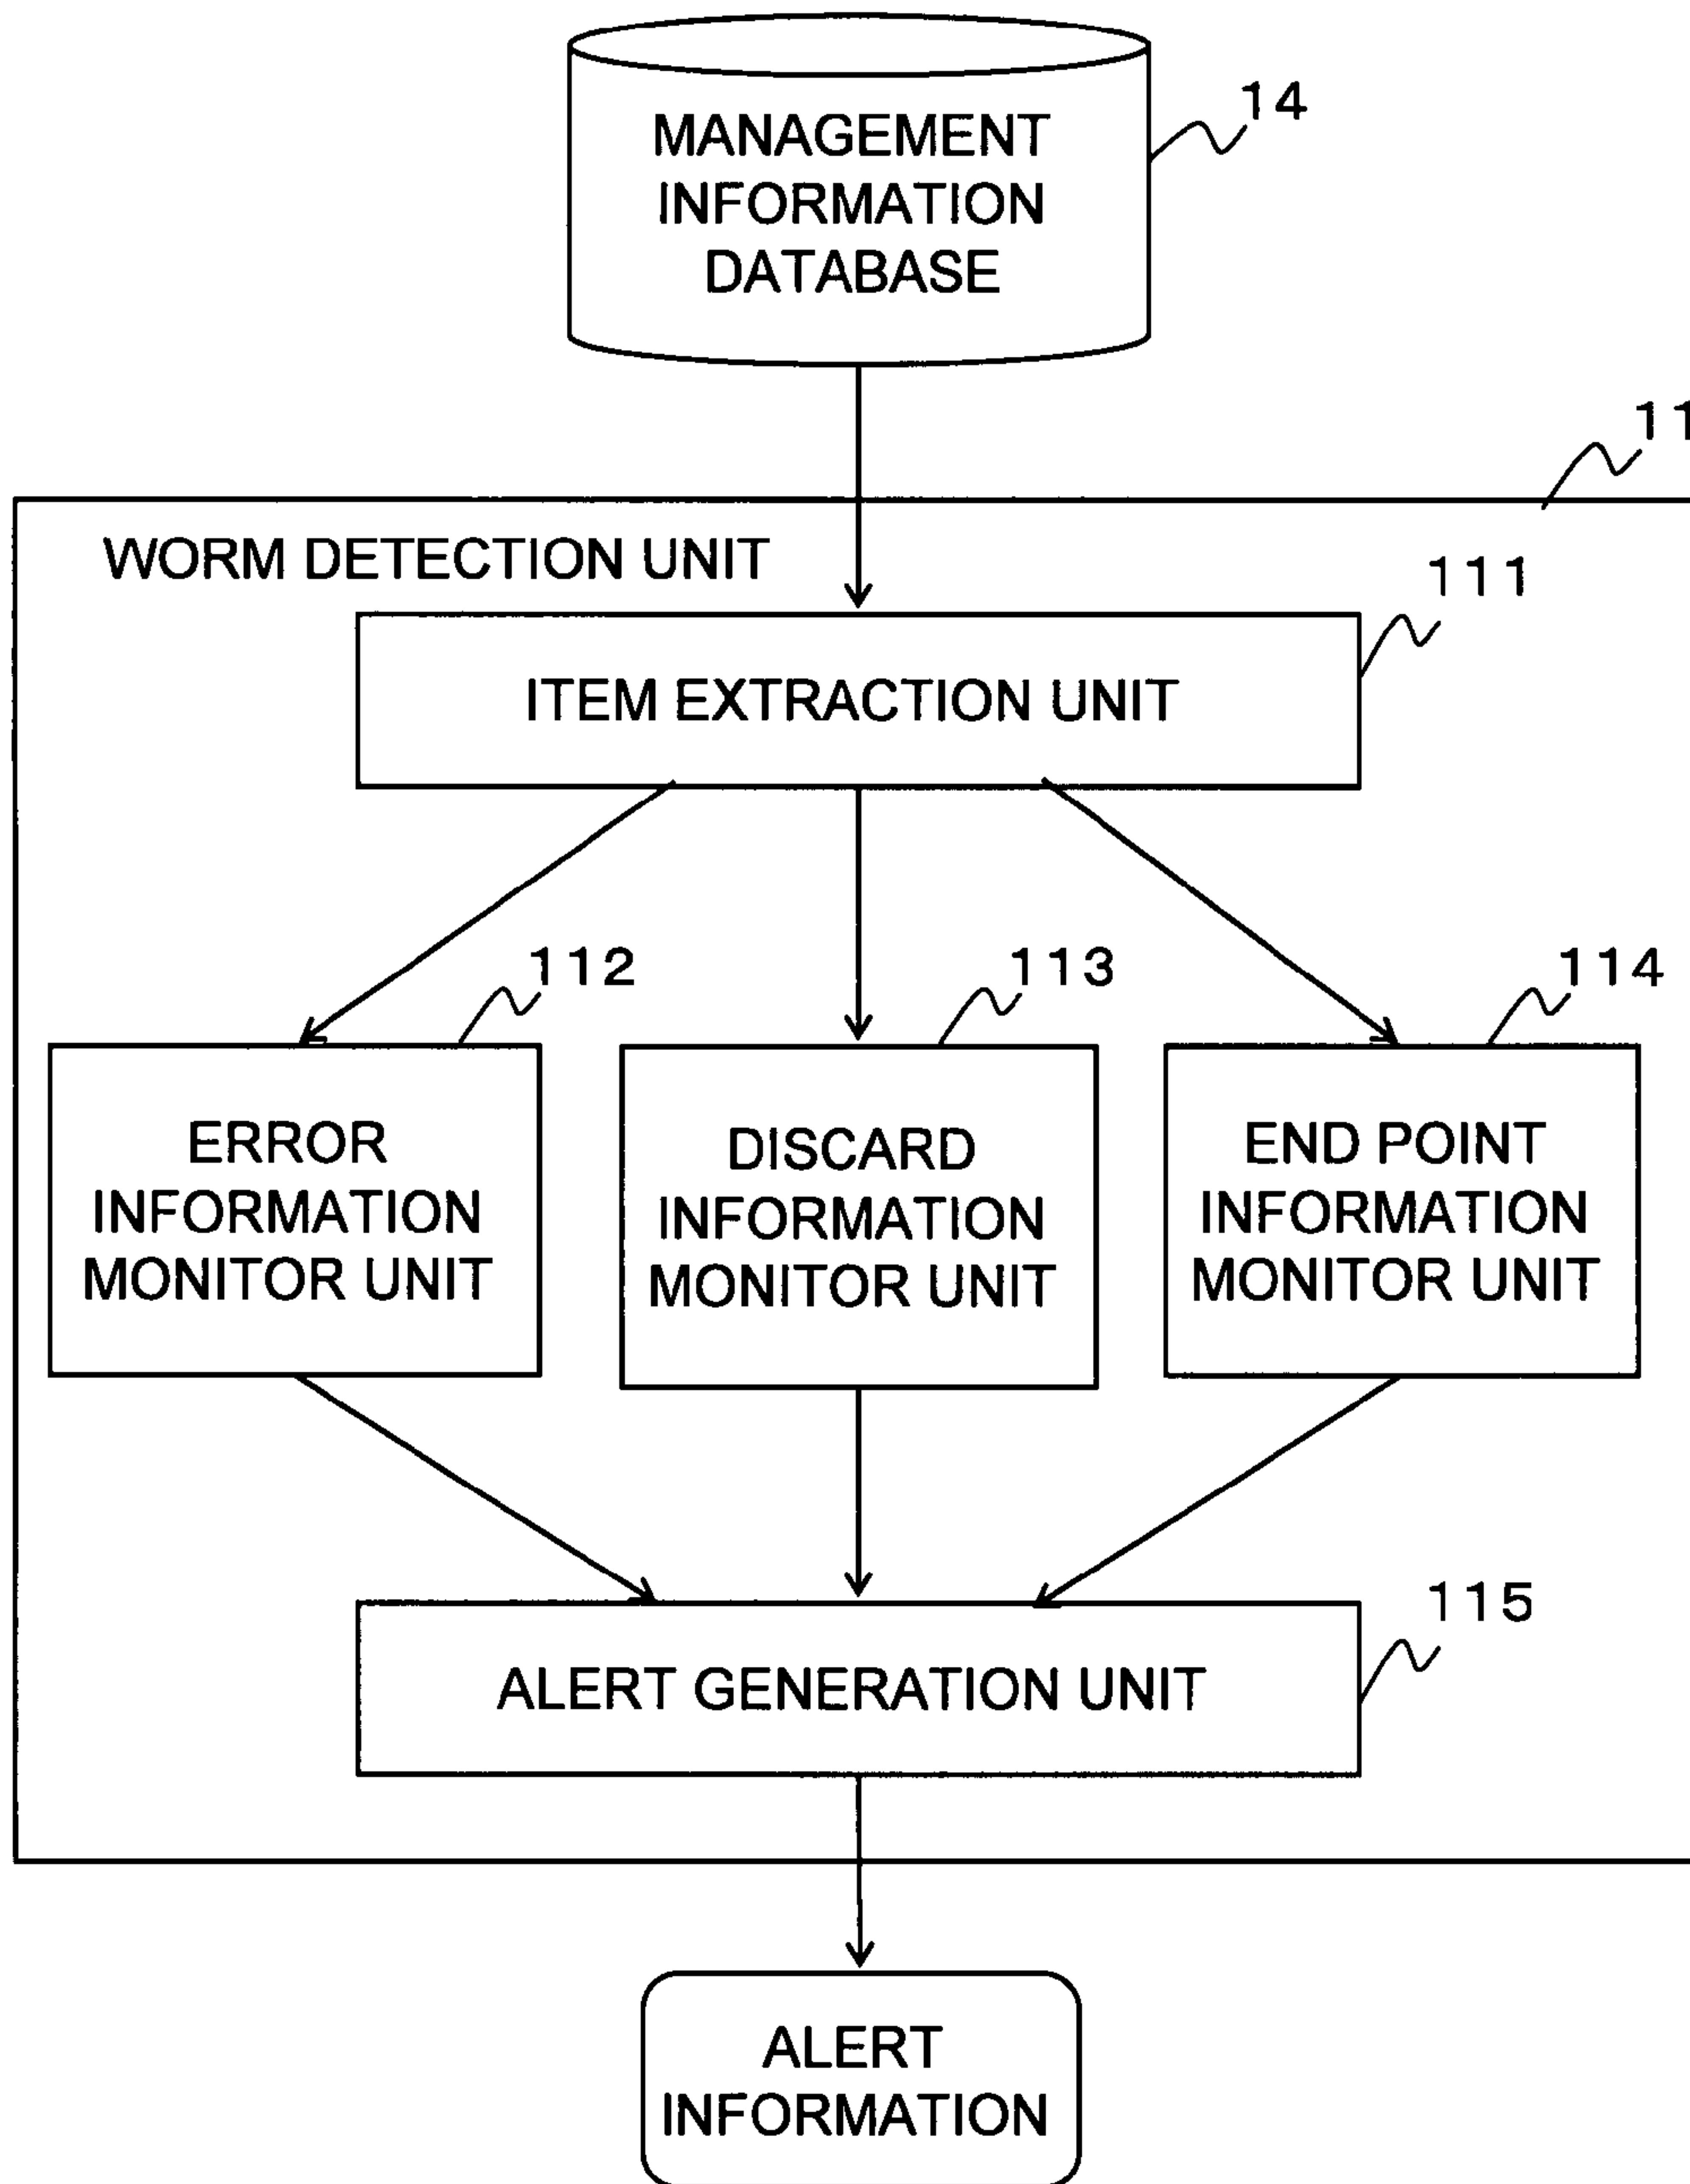 14
MANAGEMENT
INFORMATION
DATABASE
11
WORM DETECTION UNIT
111
ITEM EXTRACTION UNIT
112
113
114
ERROR
INFORMATION
MONITOR UNIT
DISCARD
INFORMATION
MONITOR UNIT
END POINT
INFORMATION
MONITOR UNIT
115
ALERT GENERATION UNIT
ALERT
INFORMATION